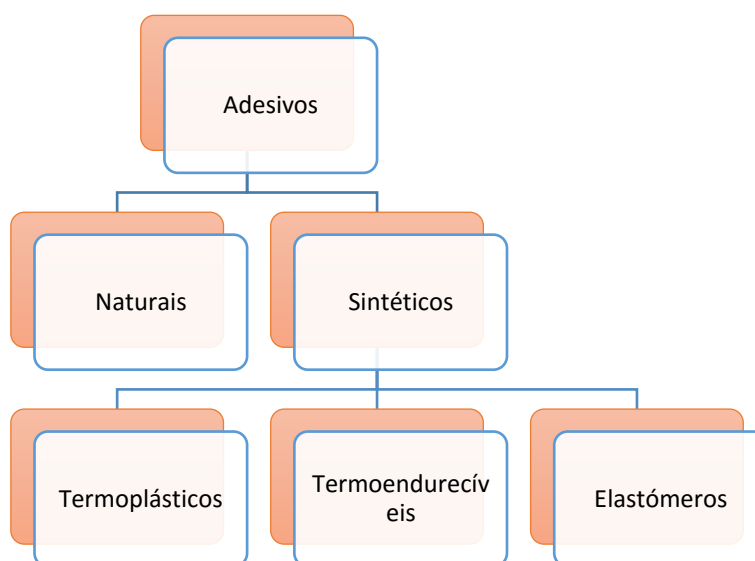 Adesivos
Naturais
Sintéticos
Termoplásticos
Termoendurecív
eis
Elastómeros